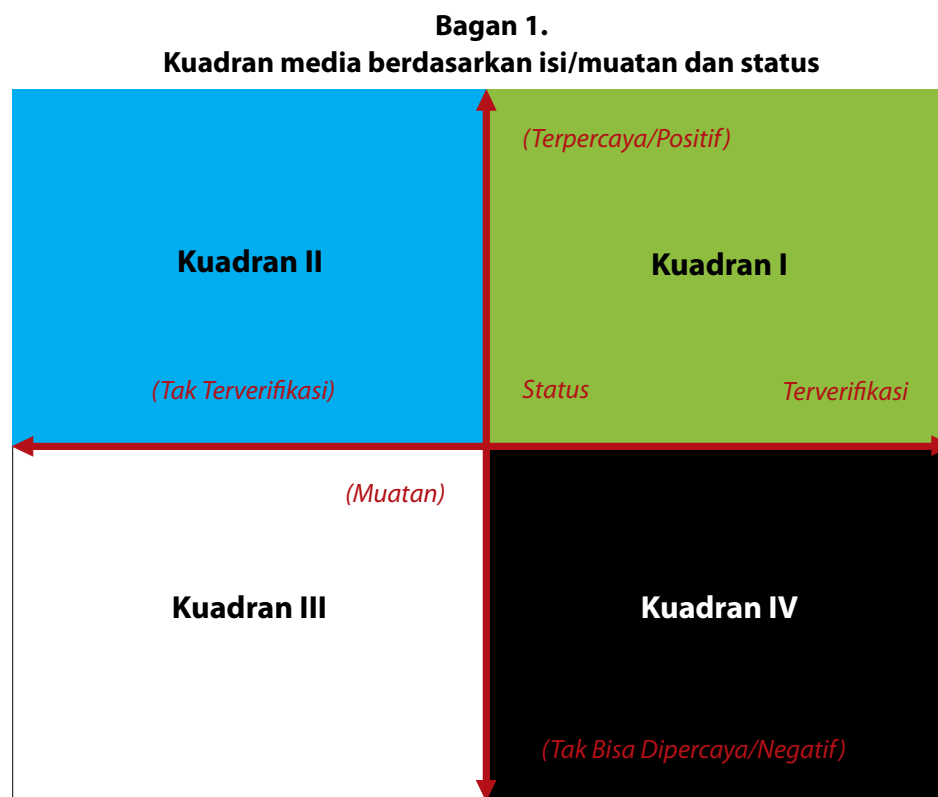 Bagan 1.
Kuadran media berdasarkan isi/muatan dan status
(Terpercaya/Positif)
Kuadran II
Kuadran I
(Tak Terverifikasi)
Status
Terverifikasi
(Muatan)
Kuadran III
Kuadran IV
(Tak Bisa Dipercaya/Negatif)